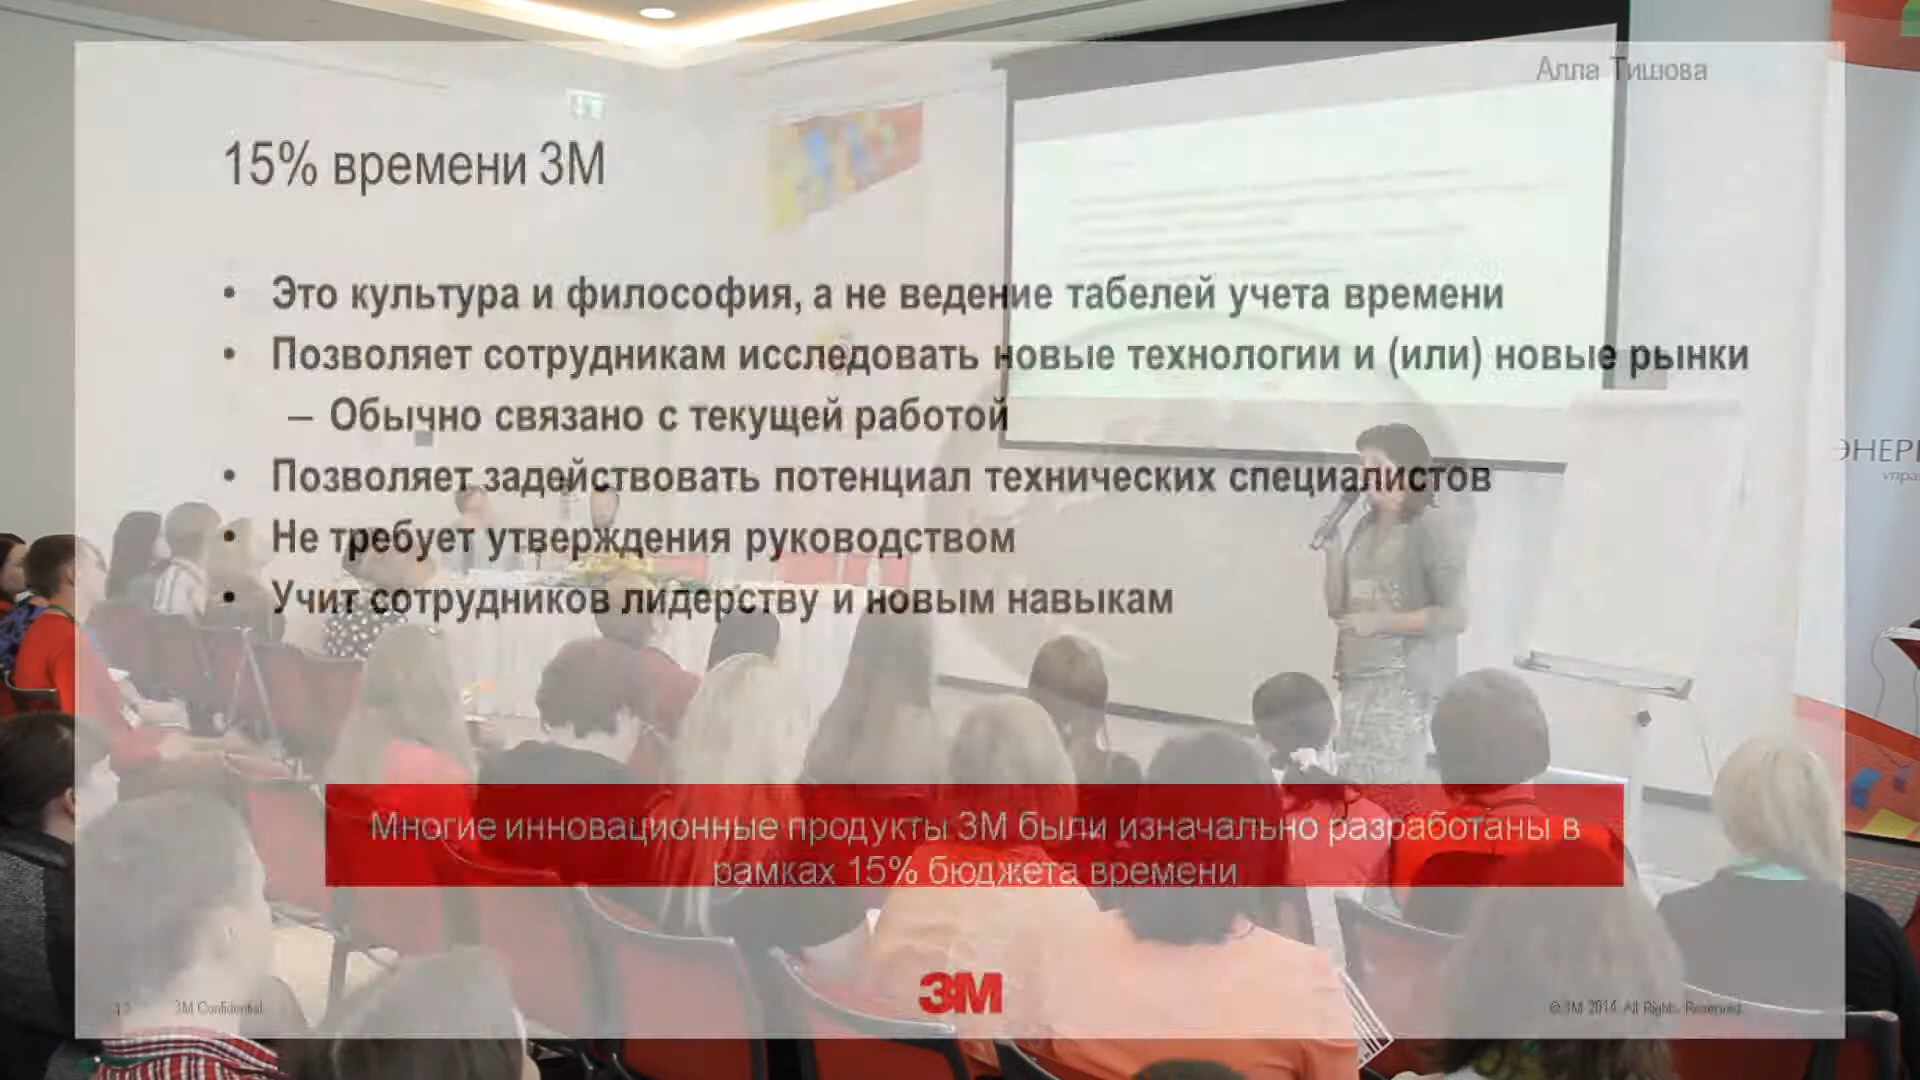 Алла Тишова
15% времени 3М
• Это культура и философия, а не ведение табелей учета времени
• Позволяет сотрудникам исследовать новые технологии и (или) новые рынки
– Обычно связано с текущей работой
• Позволяет задействовать потенциал технических специалистов
• Не требует утверждения руководством
• Учит сотрудников лидерству и новым навыкам
Многие инновационные продукты 3М были изначально разработаны в
рамках 15% бюджета времени
3M
3M Confidential
© 3M 2014. All Rights Reserved.